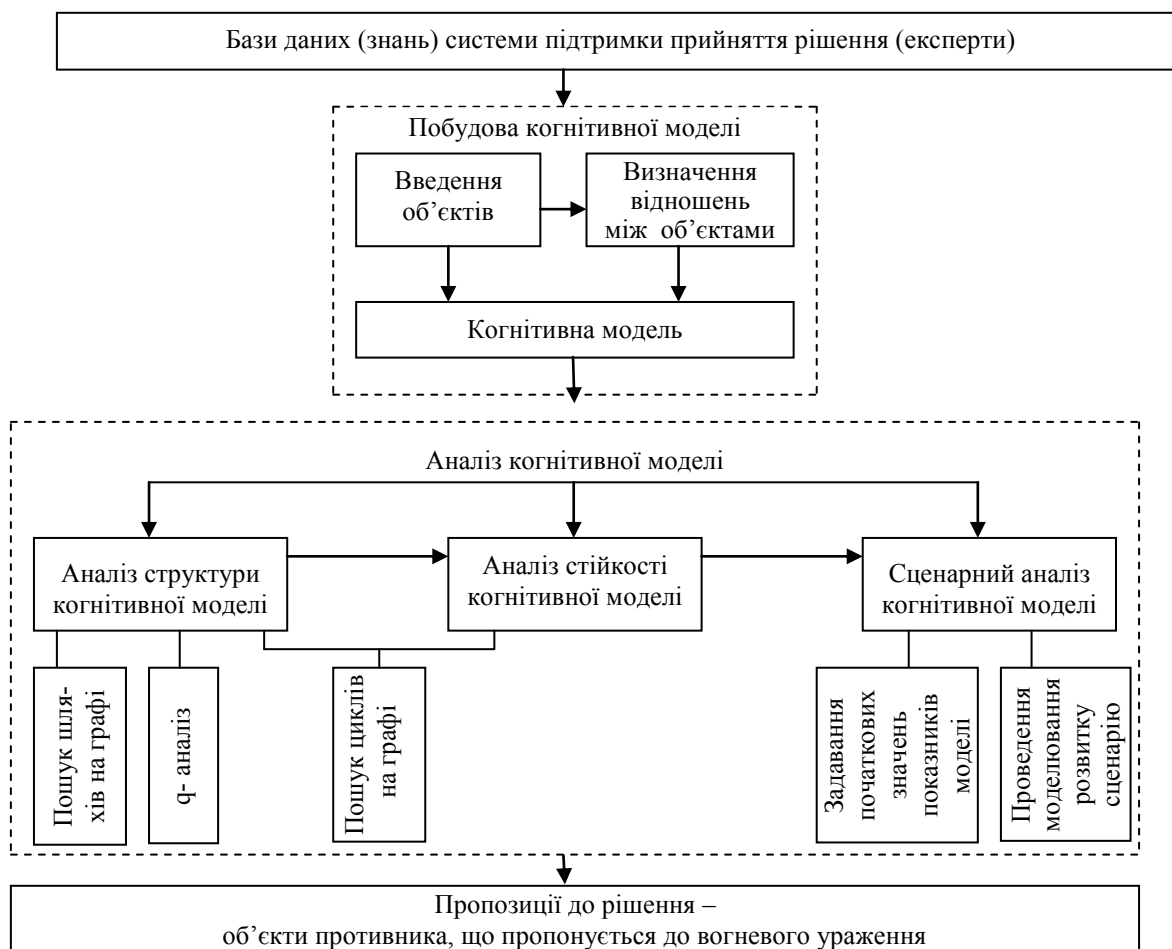 Бази даних (знань) системи підтримки прийняття рішення (експерти)
Побудова когнітивної моделі
Введення
об’єктів
Визначення
відношень
між об’єктами
Когнітивна модель
Аналіз когнітивної моделі
Аналіз структури
когнітивної моделі
Аналіз стійкості
когнітивної моделі
Сценарний аналіз
когнітивної моделі
Пошук шля-
хів на графі
q- аналіз
Пошук циклів
на графі
Задавання
початкових
значень
показників
моделі
Проведення
моделювання
розвитку
сценарію
Пропозиції до рішення –
об’єкти противника, що пропонується до вогневого ураження